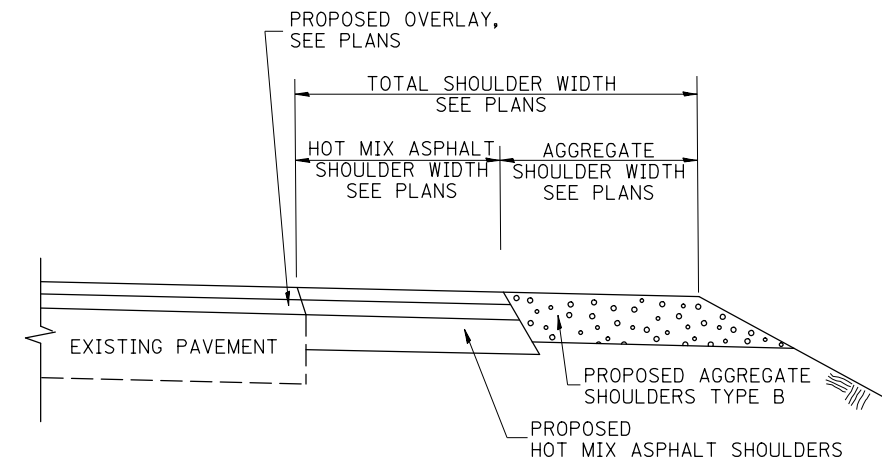 PROPOSED OVERLAY,
SEE PLANS
TOTAL SHOULDER WIDTH
SEE PLANS
HOT MIX ASPHALT
SHOULDER WIDTH
SEE PLANS
AGGREGATE
SHOULDER WIDTH
SEE PLANS
EXISTING PAVEMENT
PROPOSED AGGREGATE
SHOULDERS TYPE B
PROPOSED
HOT MIX ASPHALT SHOULDERS